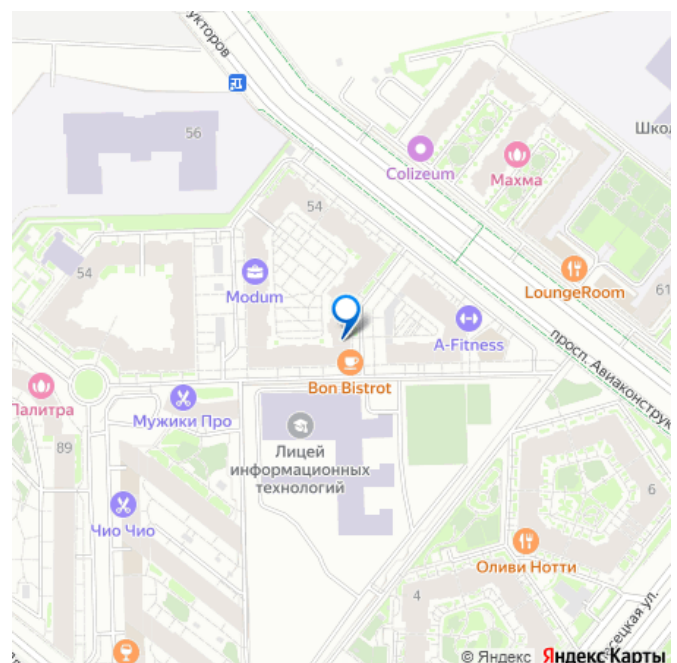 укторов
56
Colizeum
Шко
Махма
54
54
Modum
LoungeRoom
61
A-Fitness
просп. Авиаконструк
Bon Bistrot
Палитра
Мужики Про
89
Лицей
информационных
технологий
6
Чио Чио
Оливи Нотти
4
сецкая ул.
© Яндекс Яндекс Карты